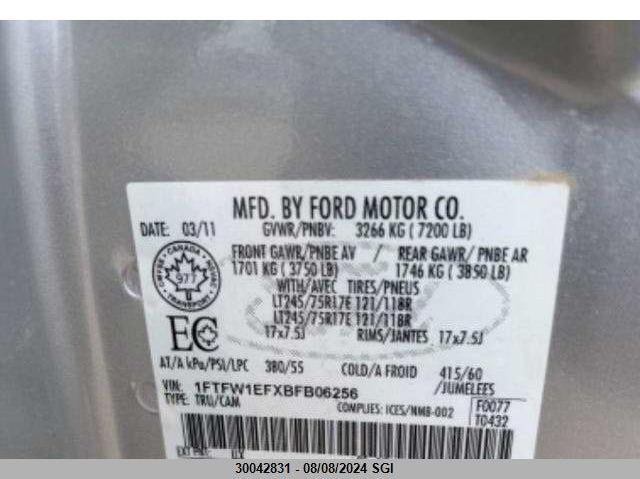 MFD. BY FORD MOTOR CO.
DATE: 03/11 GVWR/PNBV: 3266 KG ( 7200 LB)
FRONT GAWR/PNBE AV / REAR GAWR/ PNBE AR
1701 KG ( 3750 LB) 1746 KG ( 3850 LB)
WITH/AVEC TIRES/PNEUS
LT245/75R17E 121/118R
LT245/75R17E 121/118R
17x7.5J RIMS/JANTES 17x7.5J
CANADA
TRANSPORT
977
EC
AT/A kPa/PSI/LPC 380/55 COLD/A FROID 415/60
/JUMELEES
VIN: 1FTFW1EFXBFB06256
TYPE: TRU/CAM COMPLIES: ICES/NMB-002
F0077
T0432
30042831 - 08/08/2024 SGI